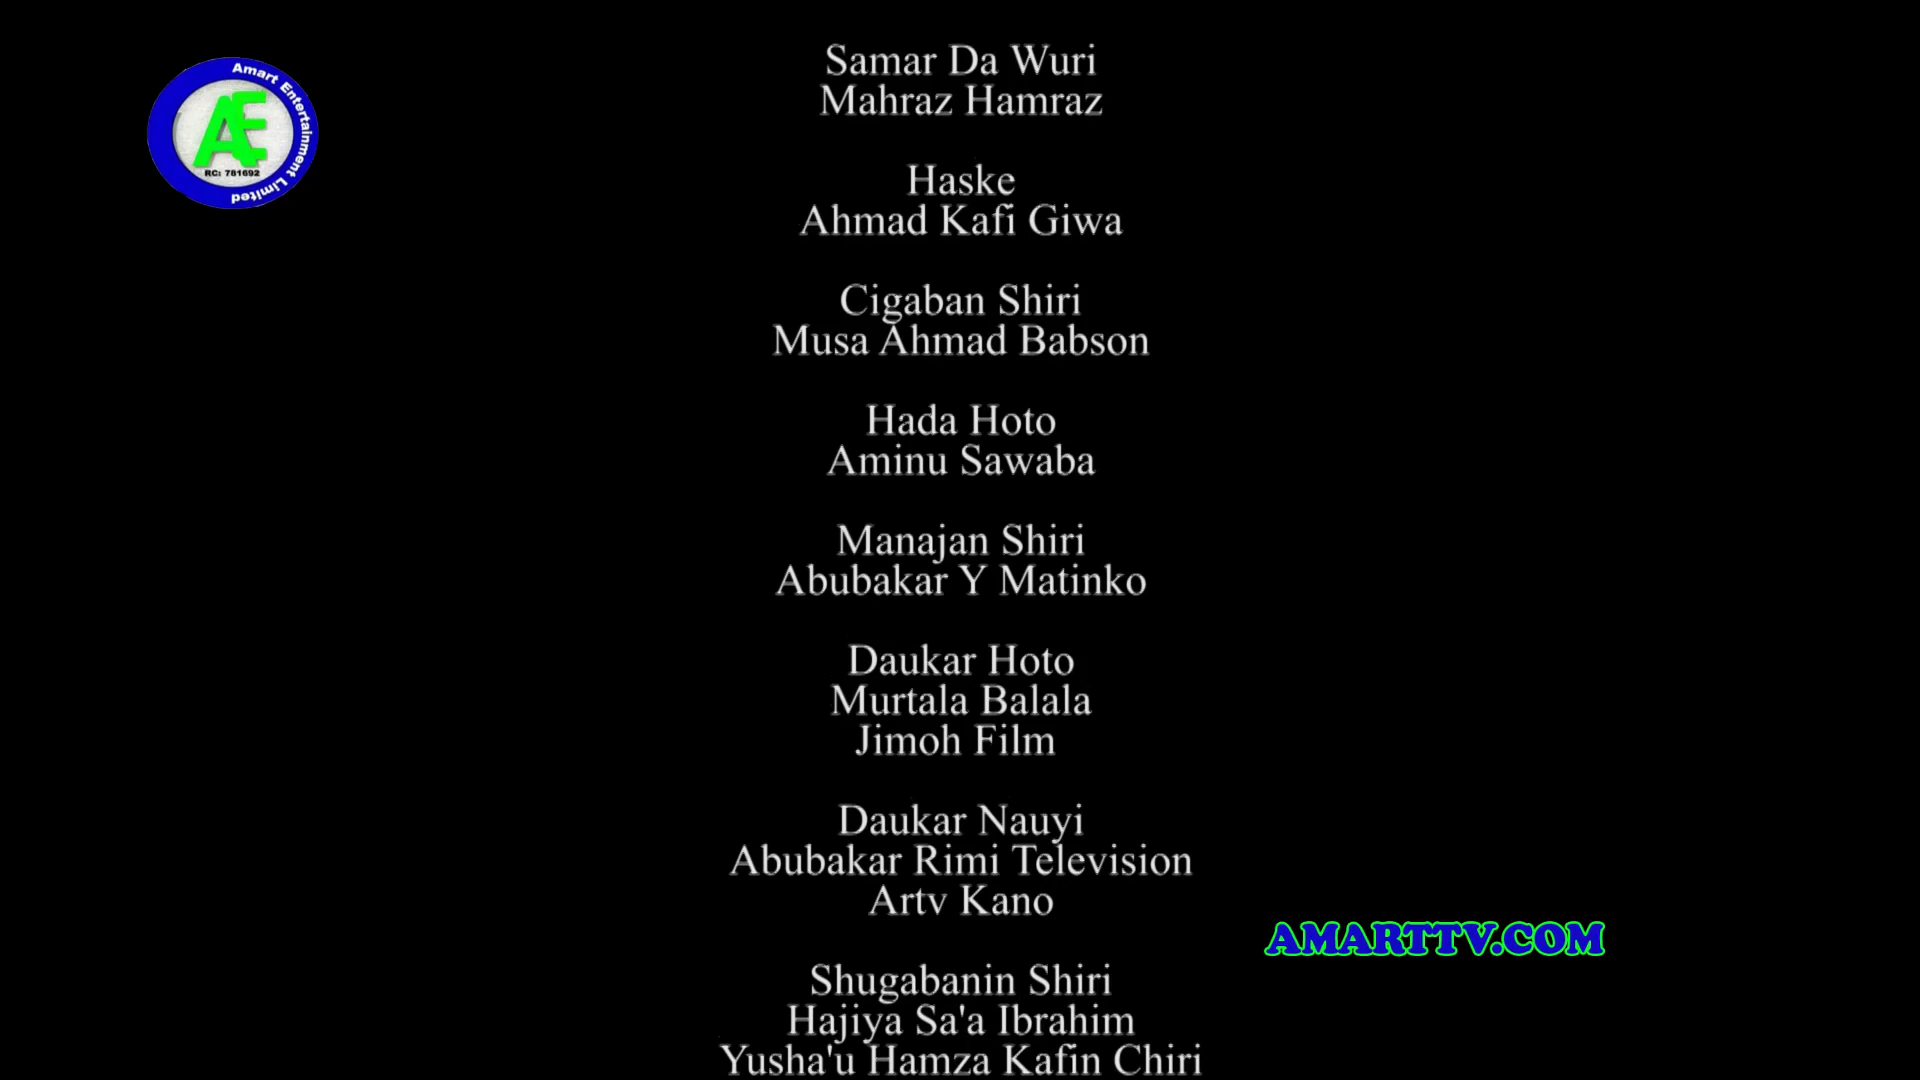 Amart Entertainment Limited
AE
RC: 781692
Samar Da Wuri
Mahraz Hamraz
Haske
Ahmad Kafi Giwa
Cigaban Shiri
Musa Ahmad Babson
Hada Hoto
Aminu Sawaba
Manajan Shiri
Abubakar Y Matinko
Daukar Hoto
Murtala Balala
Jimoh Film
Daukar Nauyi
Abubakar Rimi Television
Artv Kano
AMARTTV.COM
Shugabanin Shiri
Hajiya Sa'a Ibrahim
Yusha'u Hamza Kafin Chiri